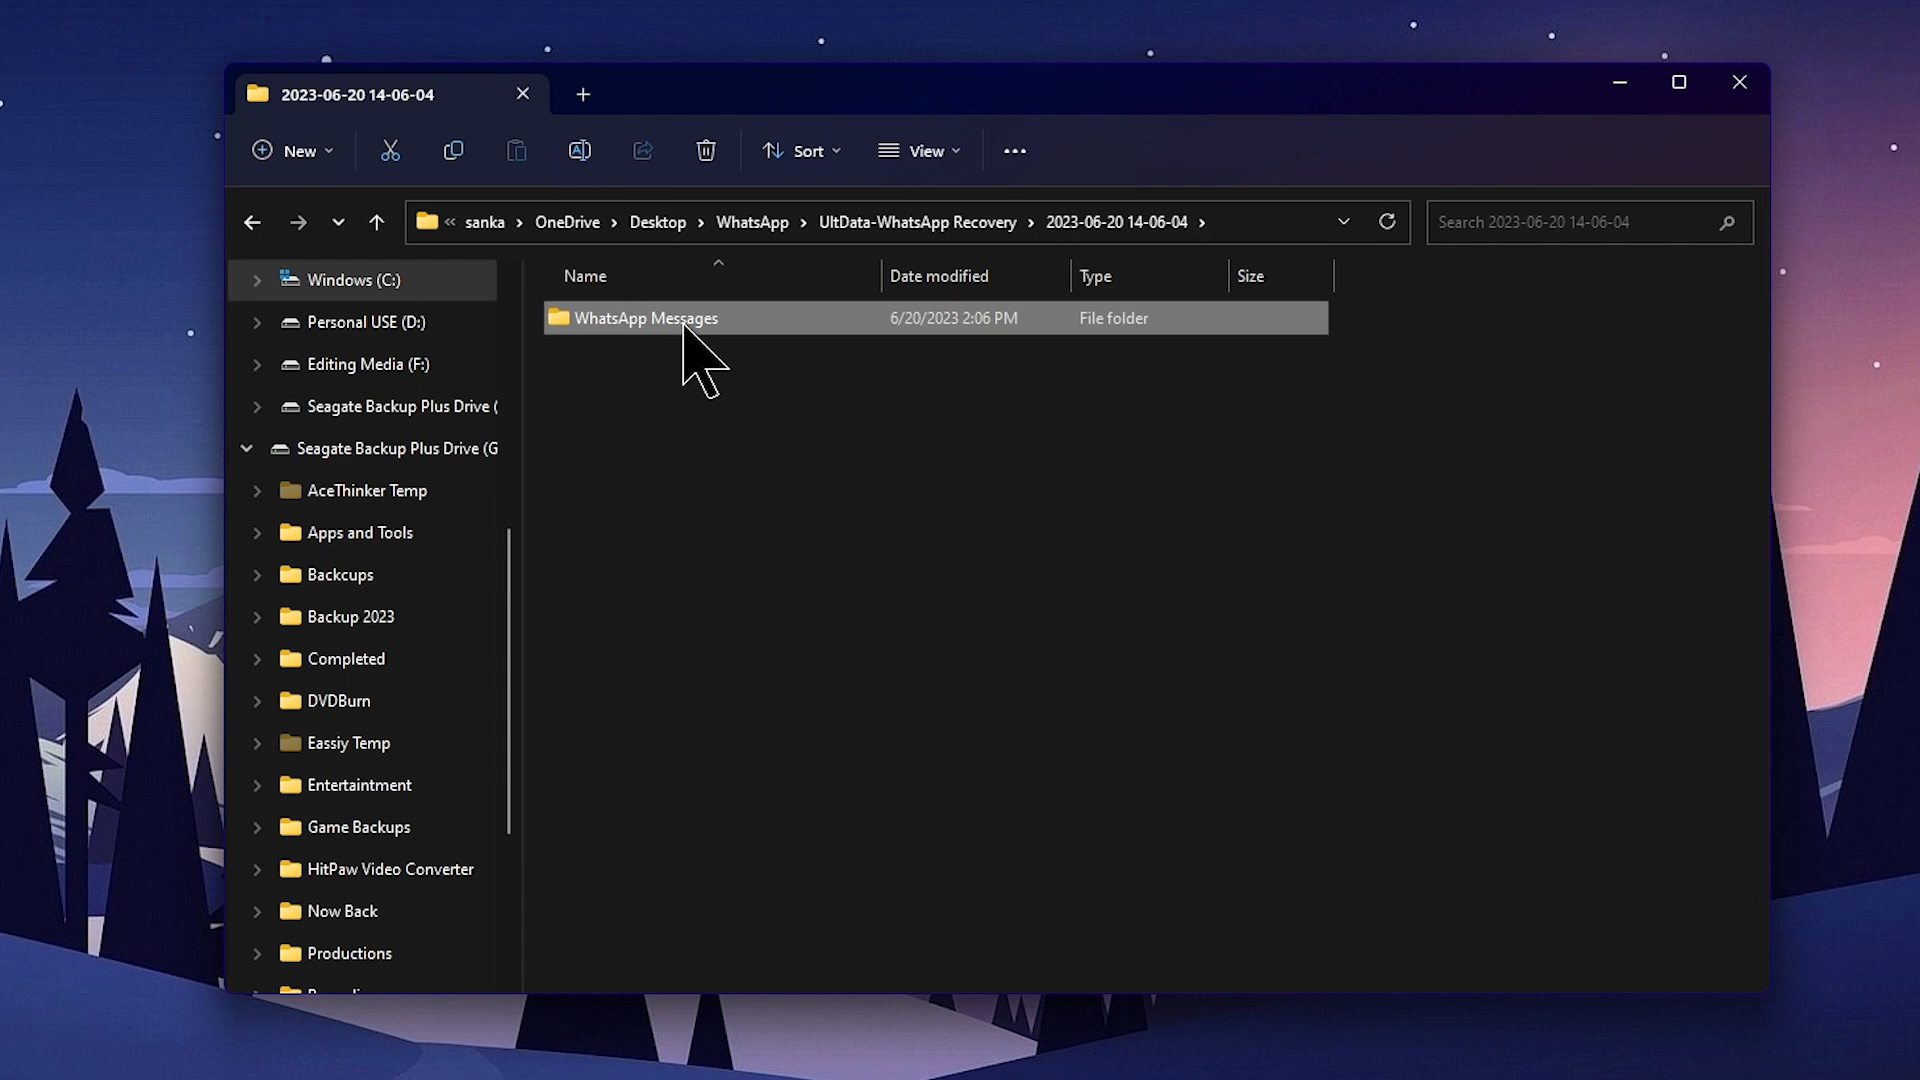 2023-06-20 14-06-04
New
Sort
View
« sanka › OneDrive › Desktop › WhatsApp › UltData-WhatsApp Recovery › 2023-06-20 14-06-04 ›
Search 2023-06-20 14-06-04
Name Date modified Type Size
WhatsApp Messages 6/20/2023 2:06 PM File folder
Windows (C:)
Personal USE (D:)
Editing Media (F:)
Seagate Backup Plus Drive (
Seagate Backup Plus Drive (G
AceThinker Temp
Apps and Tools
Backcups
Backup 2023
Completed
DVDBurn
Eassiy Temp
Entertaintment
Game Backups
HitPaw Video Converter
Now Back
Productions